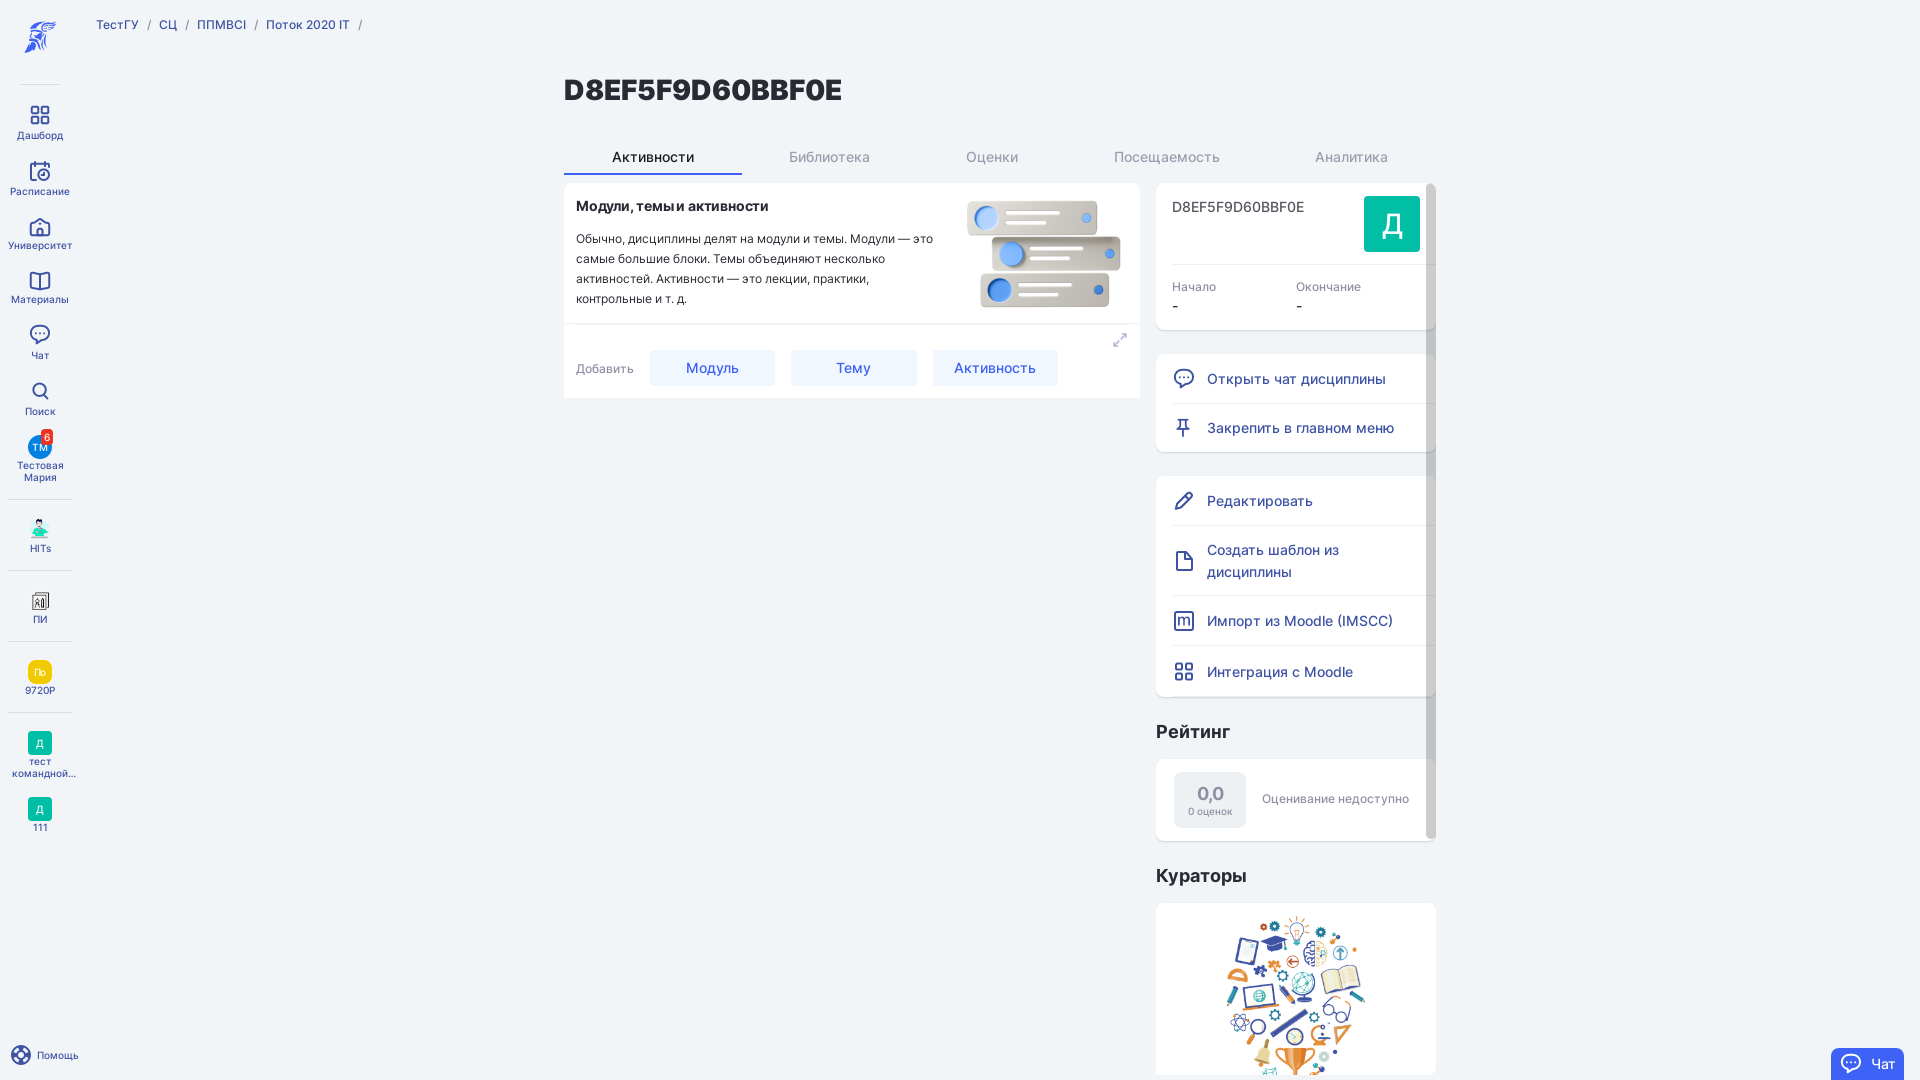 ТестГУ / СЦ / ППМВСI / Поток 2020 IT /
Дашборд
Расписание
Университет
Материалы
Чат
Поиск
ТМ
6
Тестовая
Мария
HITs
ПИ
По
9720Р
Д
тест
командной...
Д
111
Помощь
D8EF5F9D60BBF0E
Активности
Библиотека
Оценки
Посещаемость
Аналитика
Модули, темы и активности
Обычно, дисциплины делят на модули и темы. Модули — это
самые большие блоки. Темы объединяют несколько
активностей. Активности — это лекции, практики,
контрольные и т. д.
Добавить
Модуль
Тему
Активность
D8EF5F9D60BBF0E
Д
Начало
Окончание
-
-
Открыть чат дисциплины
Закрепить в главном меню
Редактировать
Создать шаблон из
дисциплины
Импорт из Moodle (IMSCC)
Интеграция с Moodle
Рейтинг
0,0
0 оценок
Оценивание недоступно
Кураторы
Чат